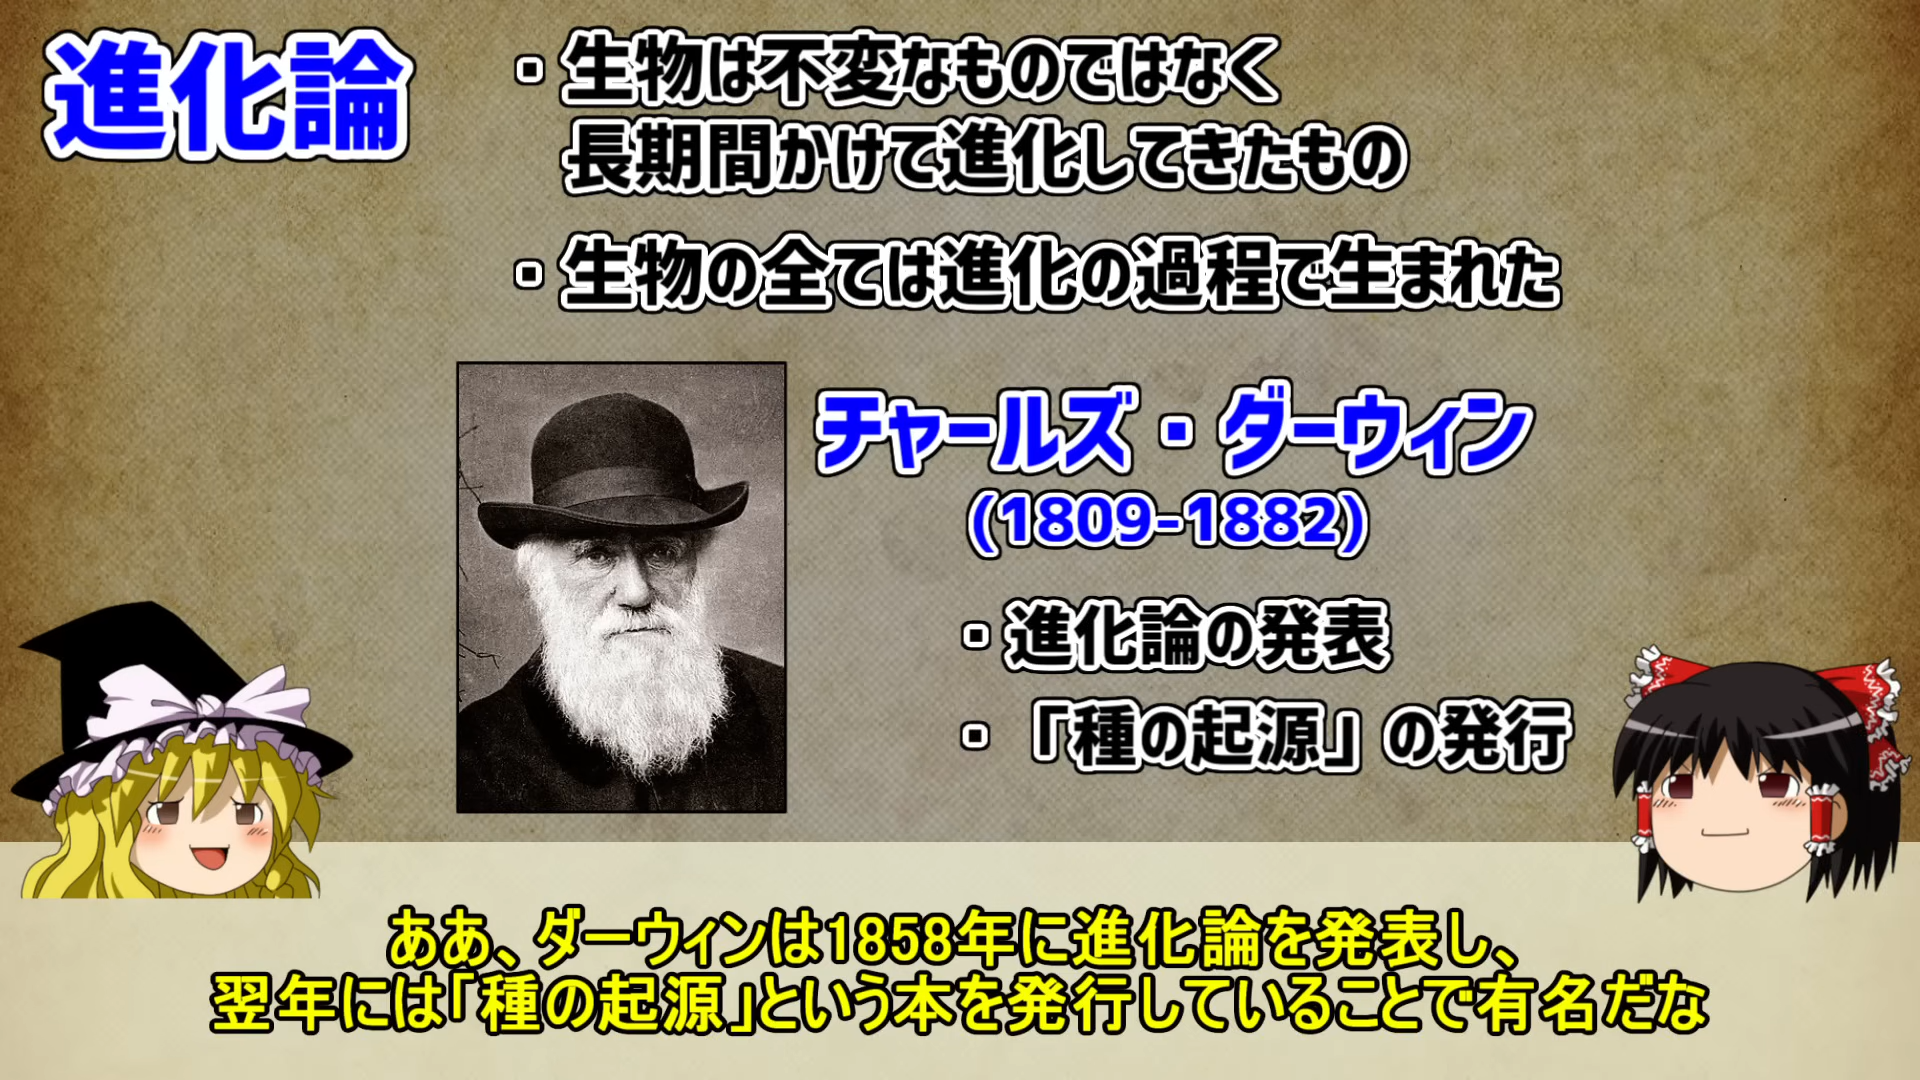 進化論
・生物は不変なものではなく
長期間かけて進化してきたもの
・生物の全ては進化の過程で生まれた
チャールズ・ダーウィン
(1809-1882)
・進化論の発表
・「種の起源」の発行
ああ、ダーウィンは1858年に進化論を発表し、
翌年には「種の起源」という本を発行していることで有名だな